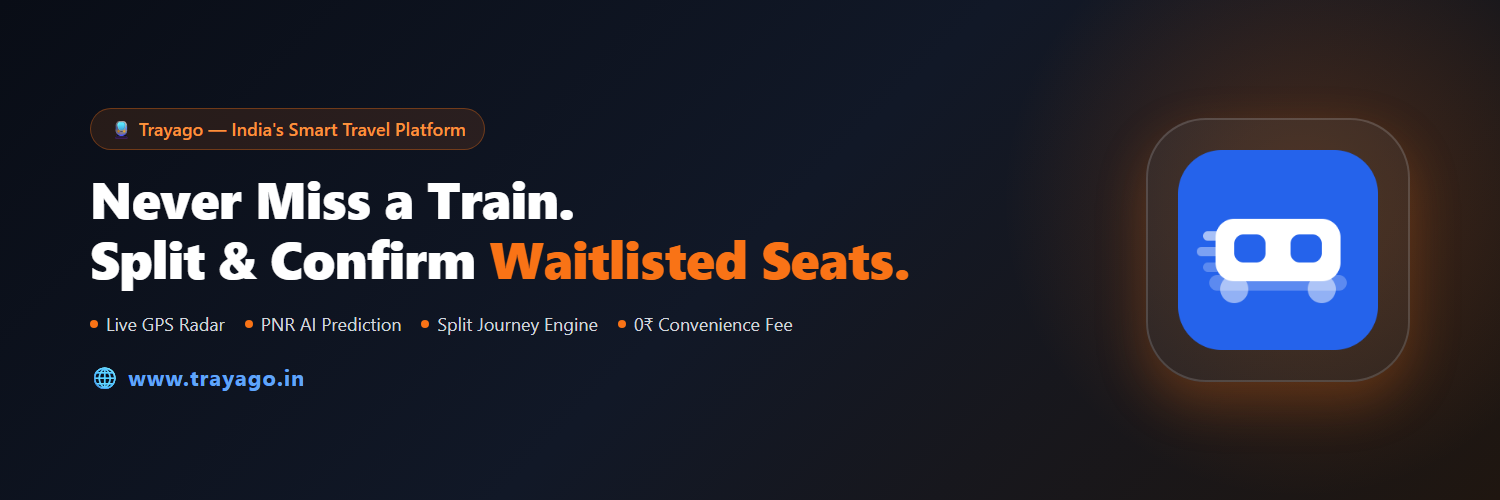 Trayago — India's Smart Travel Platform
Never Miss a Train.
Split & Confirm Waitlisted Seats.
Live GPS Radar PNR AI Prediction Split Journey Engine 0₹ Convenience Fee
www.trayago.in